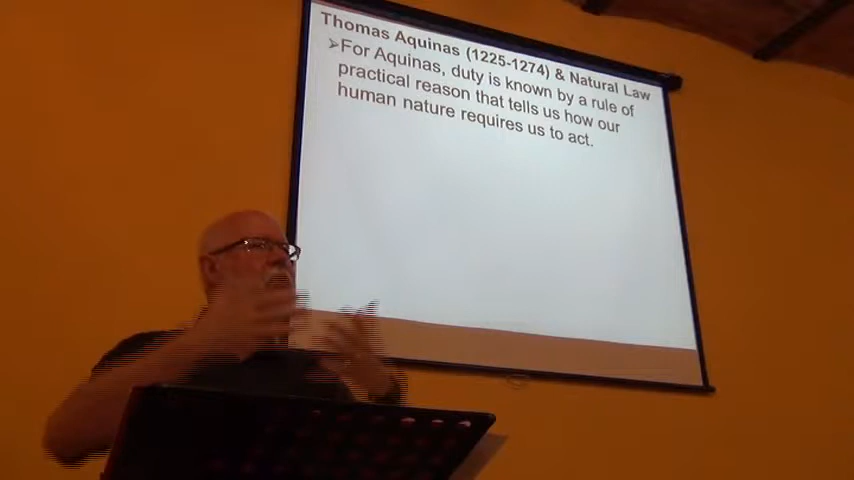 Thomas Aquinas (1225-1274) & Natural Law
➢For Aquinas, duty is known by a rule of
practical reason that tells us how our
human nature requires us to act.